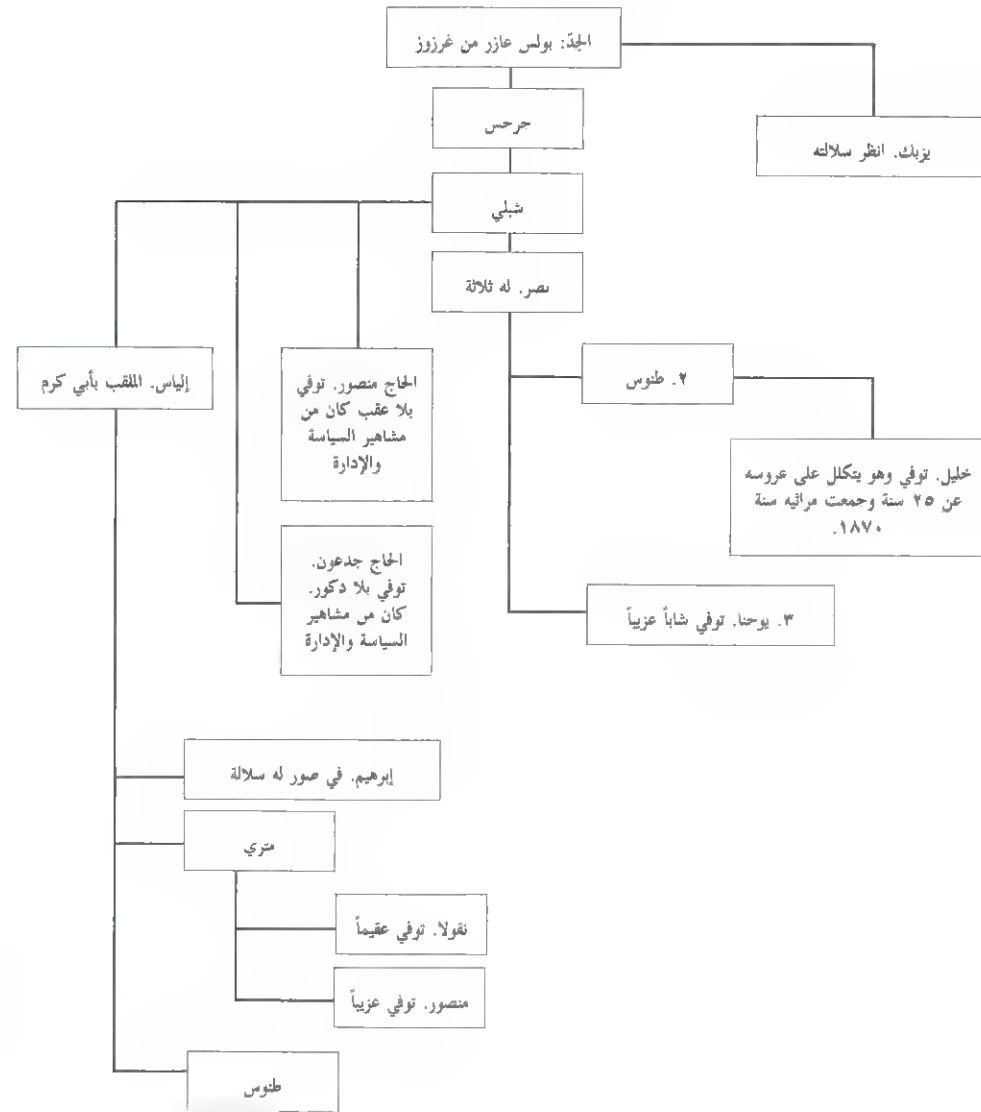 الجدّ: بولس عازر من غرزوز
جرجس
يزبك. انظر سلالته
شبلي
نصر. له ثلاثة
إلياس. الملقب بأبي كرم
الحاج منصور. توفي
بلا عقب كان من
مشاهير السياسة
والإدارة
٢. طنوس
خليل. توفي وهو يتكلل على عروسه
عن ٢٥ سنة وجمعت مراثيه سنة
١٨٧٠.
الحاج جدعون.
توفي بلا دكور.
كان من مشاهير
السياسة والإدارة
٣. يوحنا. توفي شاباً عزيباً
إبرهيم. في صور له سلالة
متري
نقولا. توفي عقيماً
منصور. توفي عزيباً
طنوس